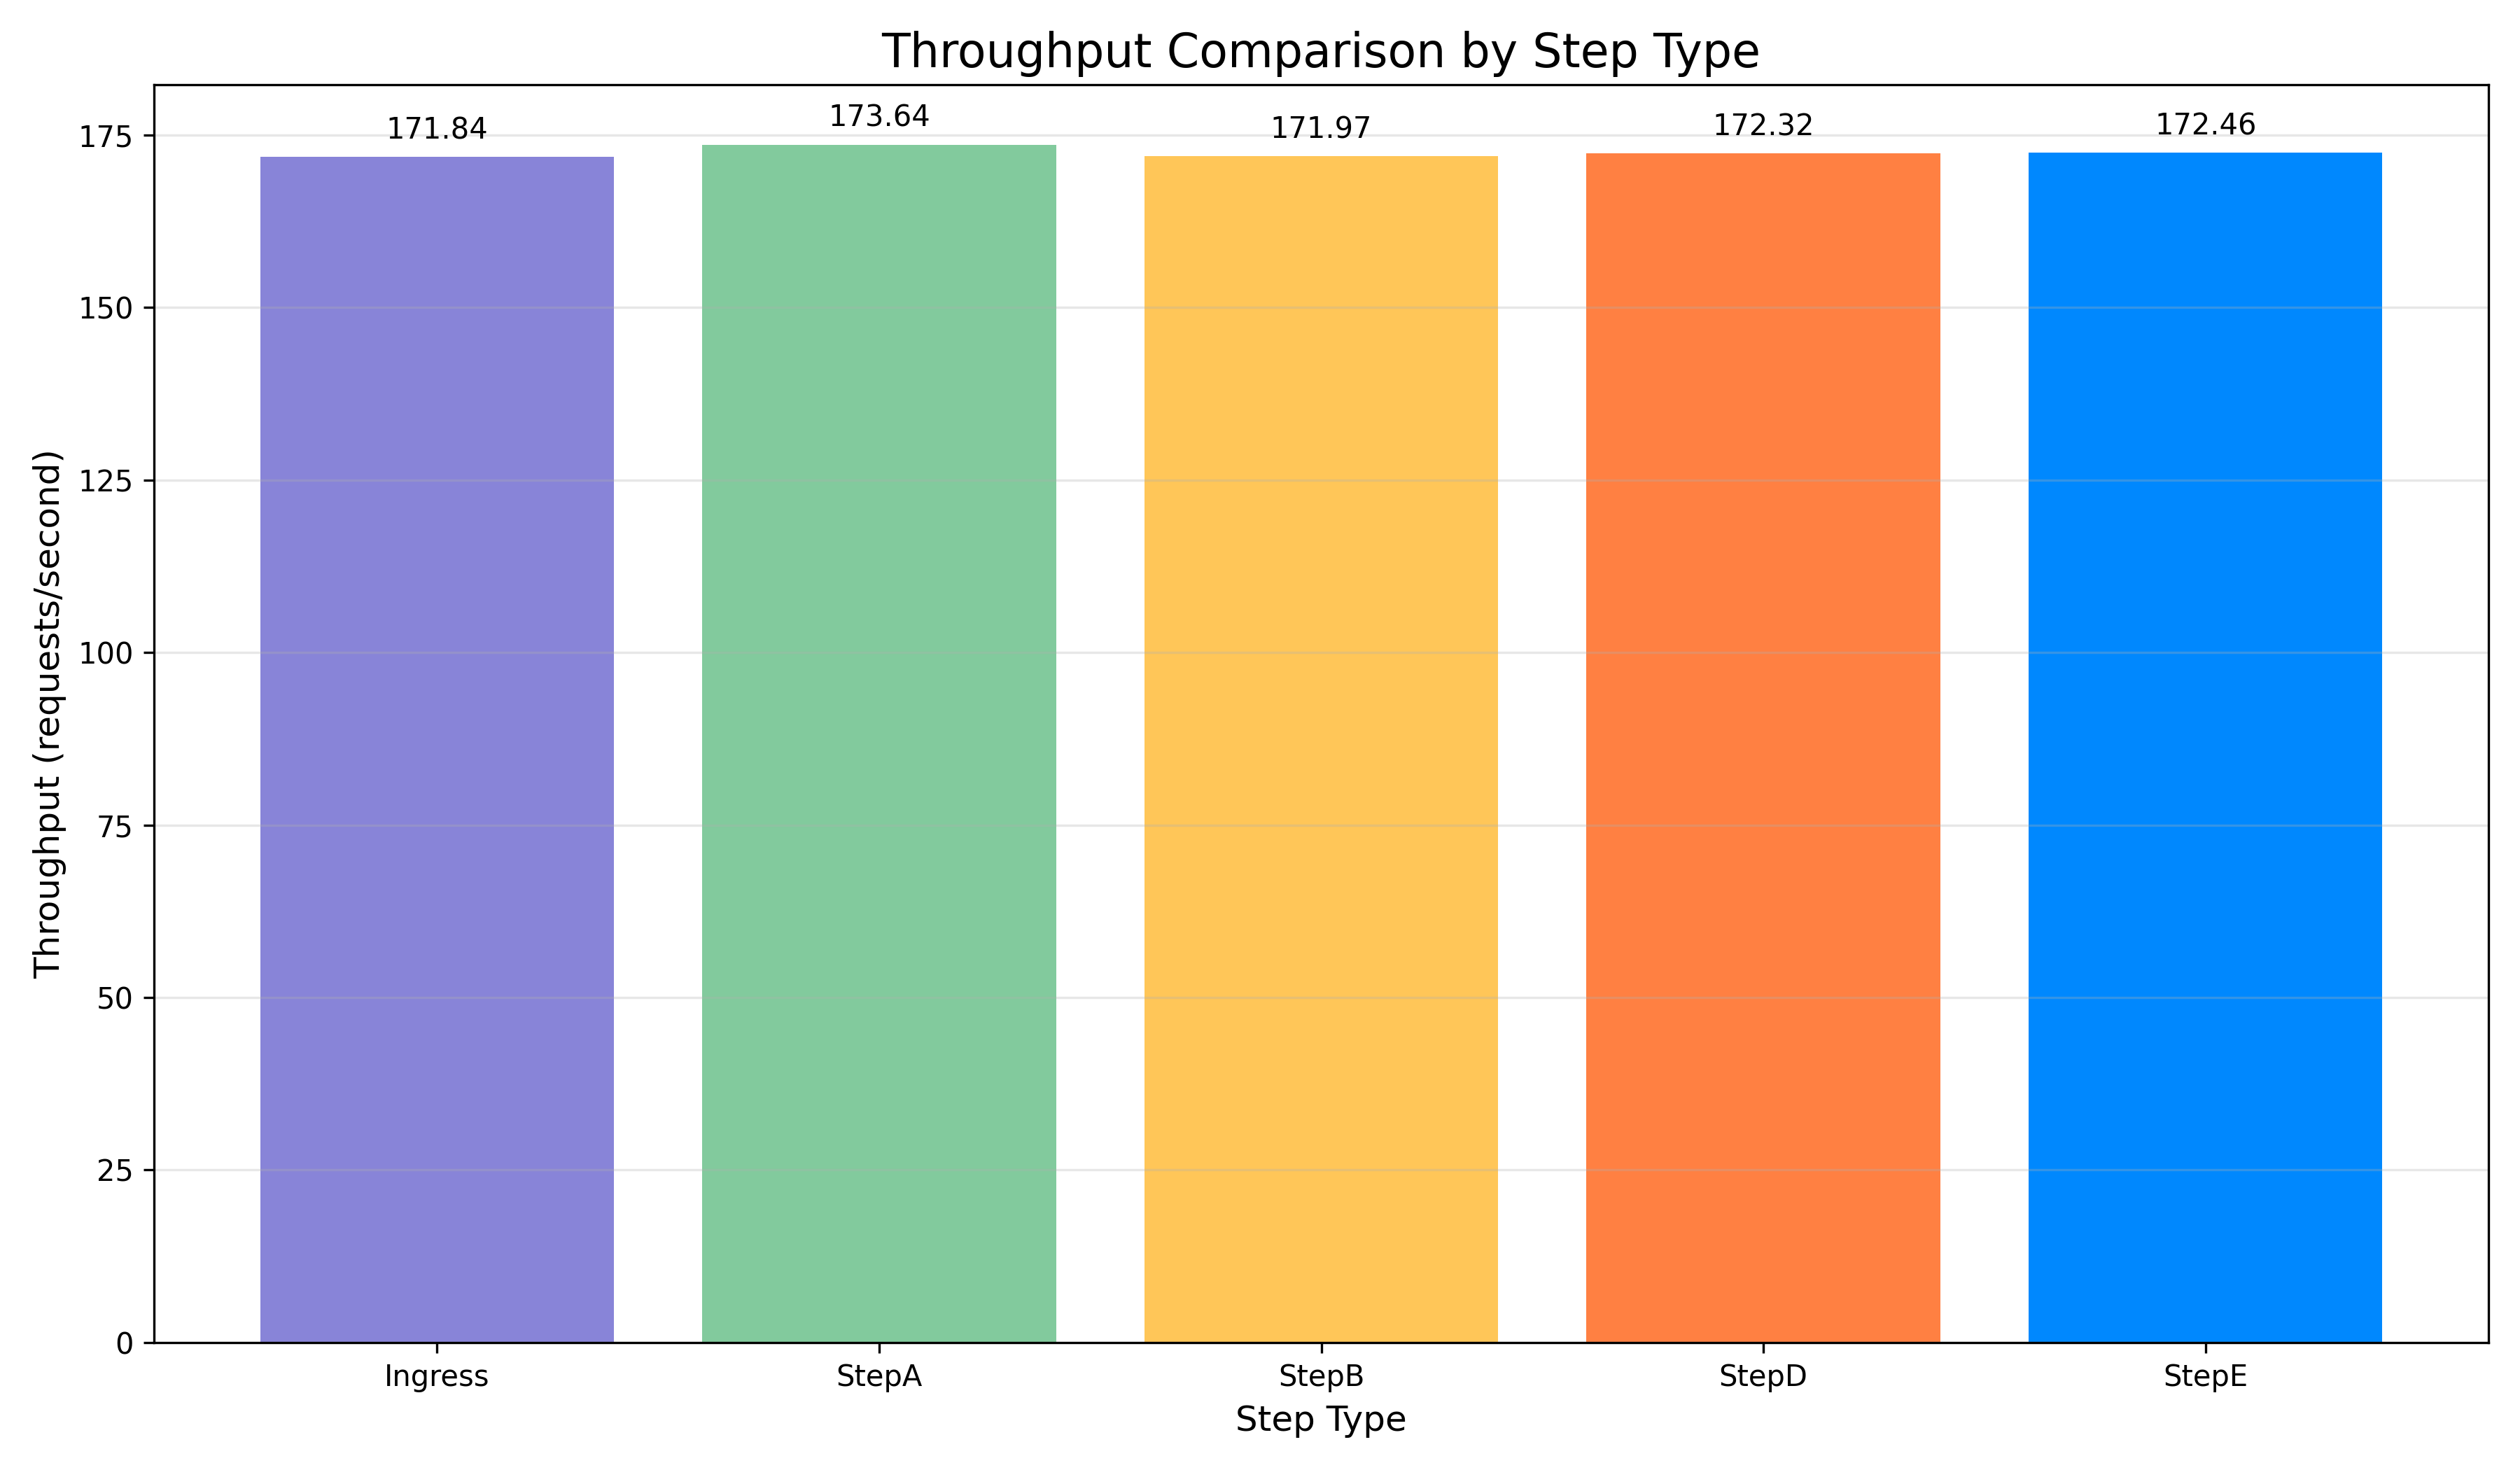 Throughput Comparison by Step Type
171.84
173.64
171.97
172.32
172.46
175
150
125
100
75
50
25
0
Throughput (requests/second)
Ingress
StepA
StepB
StepD
StepE
Step Type